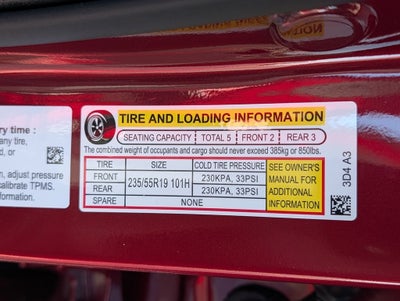 ry time :
any tire,
d, or
n, adjust pressure
calibrate TPMS.
information.
TIRE AND LOADING INFORMATION
SEATING CAPACITY TOTAL 5 FRONT 2 REAR 3
The combined weight of occupants and cargo should never exceed 385kg or 850lbs.
TIRE SIZE COLD TIRE PRESSURE
FRONT 235/55R19 101H 230KPA, 33PSI
REAR 230KPA, 33PSI
SPARE NONE
SEE OWNER'S
MANUAL FOR
ADDITIONAL
INFORMATION
3D4 A3